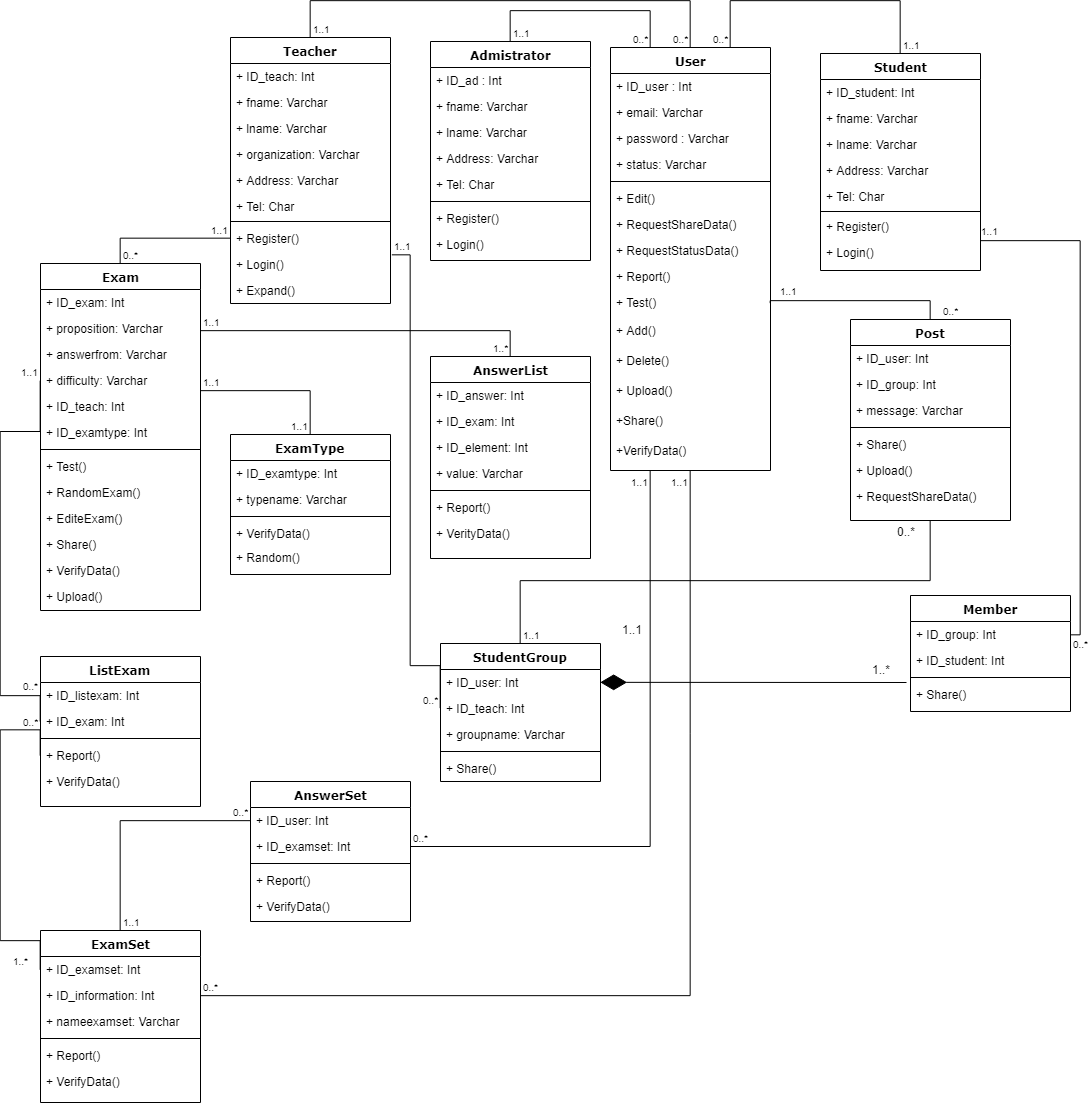 1..1
Teacher
+ ID_teach: Int
+ fname: Varchar
+ lname: Varchar
+ organization: Varchar
+ Address: Varchar
+ Tel: Char
+ Register()
+ Login()
+ Expand()
1..1
Admistrator
+ ID_ad : Int
+ fname: Varchar
+ lname: Varchar
+ Address: Varchar
+ Tel: Char
+ Register()
+ Login()
0..*
0..*
0..*
User
+ ID_user : Int
+ email: Varchar
+ password : Varchar
+ status: Varchar
+ Edit()
+ RequestShareData()
+ RequestStatusData()
+ Report()
+ Test()
+ Add()
+ Delete()
+ Upload()
+Share()
+VerifyData()
1..1
1..1
1..1
Student
+ ID_student: Int
+ fname: Varchar
+ lname: Varchar
+ Address: Varchar
+ Tel: Char
+ Register()
+ Login()
1..1
1..1
0..*
1..1
Exam
+ ID_exam: Int
+ proposition: Varchar
+ answerfrom: Varchar
+ difficulty: Varchar
+ ID_teach: Int
+ ID_examtype: Int
+ Test()
+ RandomExam()
+ EditeExam()
+ Share()
+ VerifyData()
+ Upload()
1..1
1..1
1..1
1..1
ExamType
+ ID_examtype: Int
+ typename: Varchar
+ VerifyData()
+ Random()
1..*
AnswerList
+ ID_answer: Int
+ ID_exam: Int
+ ID_element: Int
+ value: Varchar
+ Report()
+ VerityData()
1..1
0..*
Post
+ ID_user: Int
+ ID_group: Int
+ message: Varchar
+ Share()
+ Upload()
+ RequestShareData()
0..*
1..1
1..1
StudentGroup
+ ID_user: Int
+ ID_teach: Int
+ groupname: Varchar
+ Share()
0..*
1..*
Member
+ ID_group: Int
+ ID_student: Int
+ Share()
0..*
ListExam
+ ID_listexam: Int
+ ID_exam: Int
+ Report()
+ VerifyData()
0..*
0..*
AnswerSet
+ ID_user: Int
+ ID_examset: Int
+ Report()
+ VerifyData()
0..*
0..*
1..1
ExamSet
+ ID_examset: Int
+ ID_information: Int
+ nameexamset: Varchar
+ Report()
+ VerifyData()
1..*
0..*